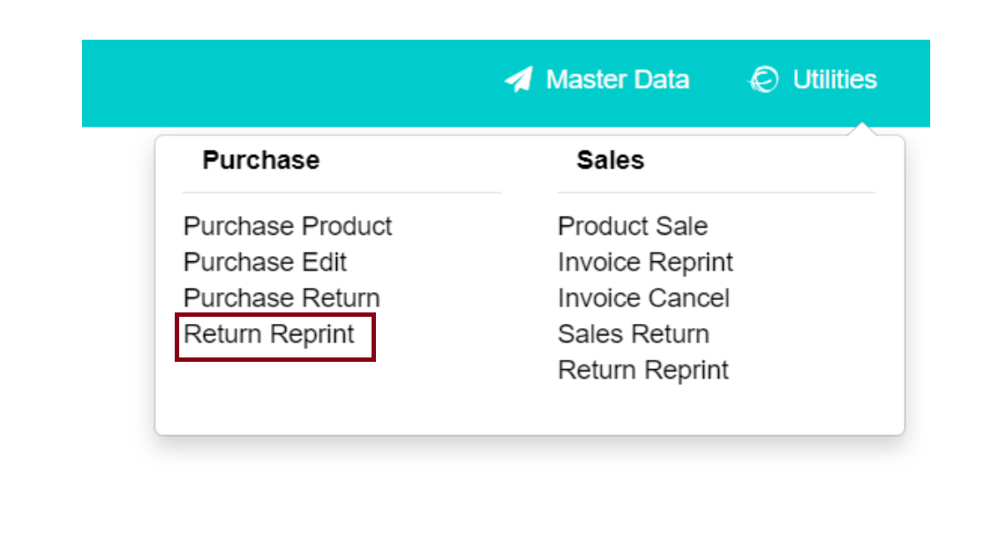 Master Data
Utilities
Purchase
Purchase Product
Purchase Edit
Purchase Return
Return Reprint
Sales
Product Sale
Invoice Reprint
Invoice Cancel
Sales Return
Return Reprint